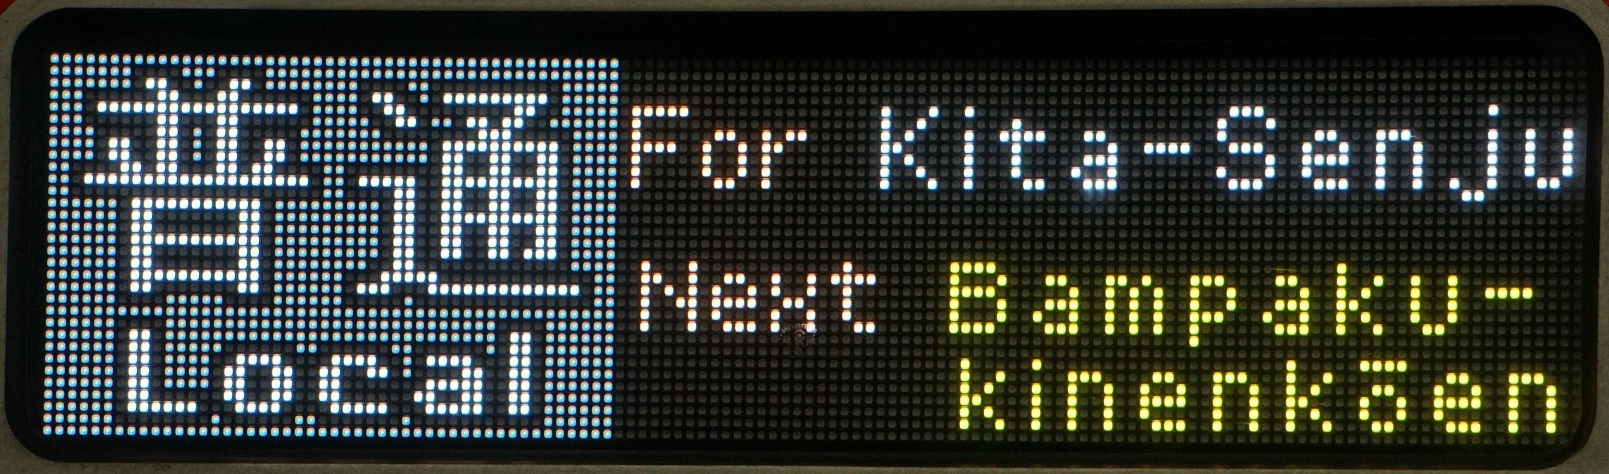 普通
Local
For Kita-Senju
Next Bampaku-
kinenkōen